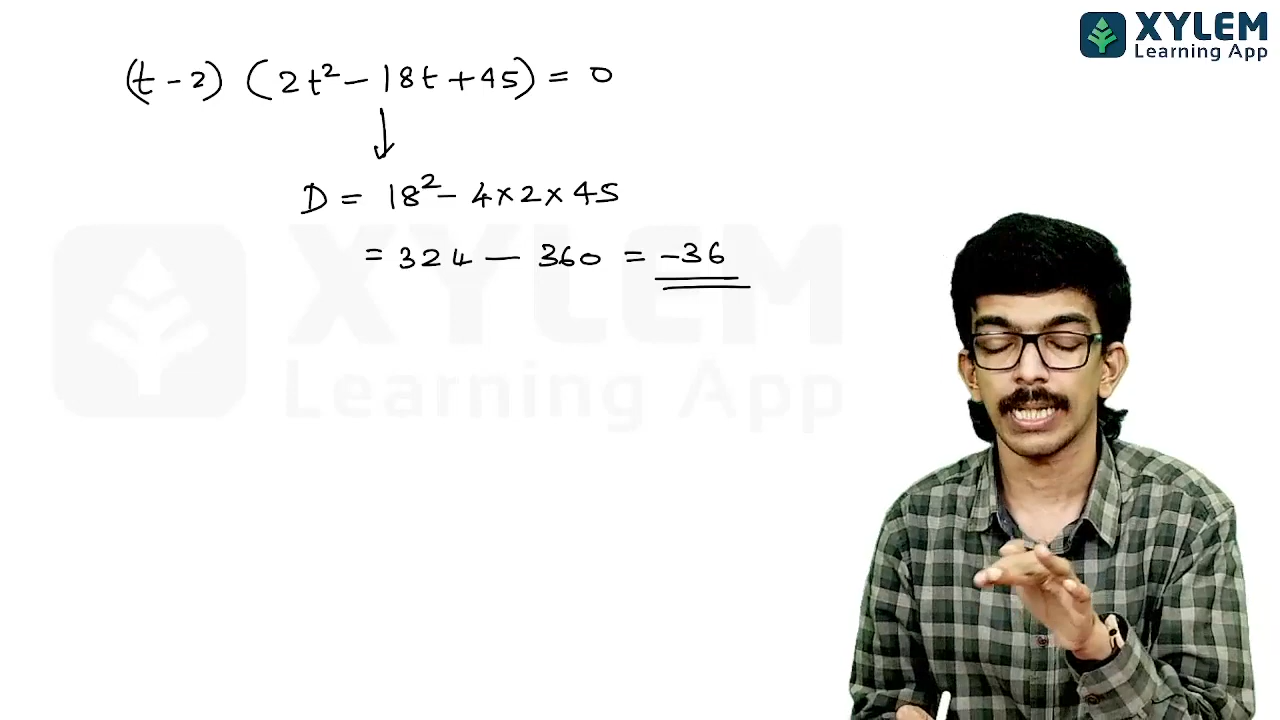 XYLEM
Learning App
(t - 2) (2t² - 18t + 45) = 0
↓
D = 18² - 4×2×45
= 324 - 360 = -36
XYLEM
Learning App